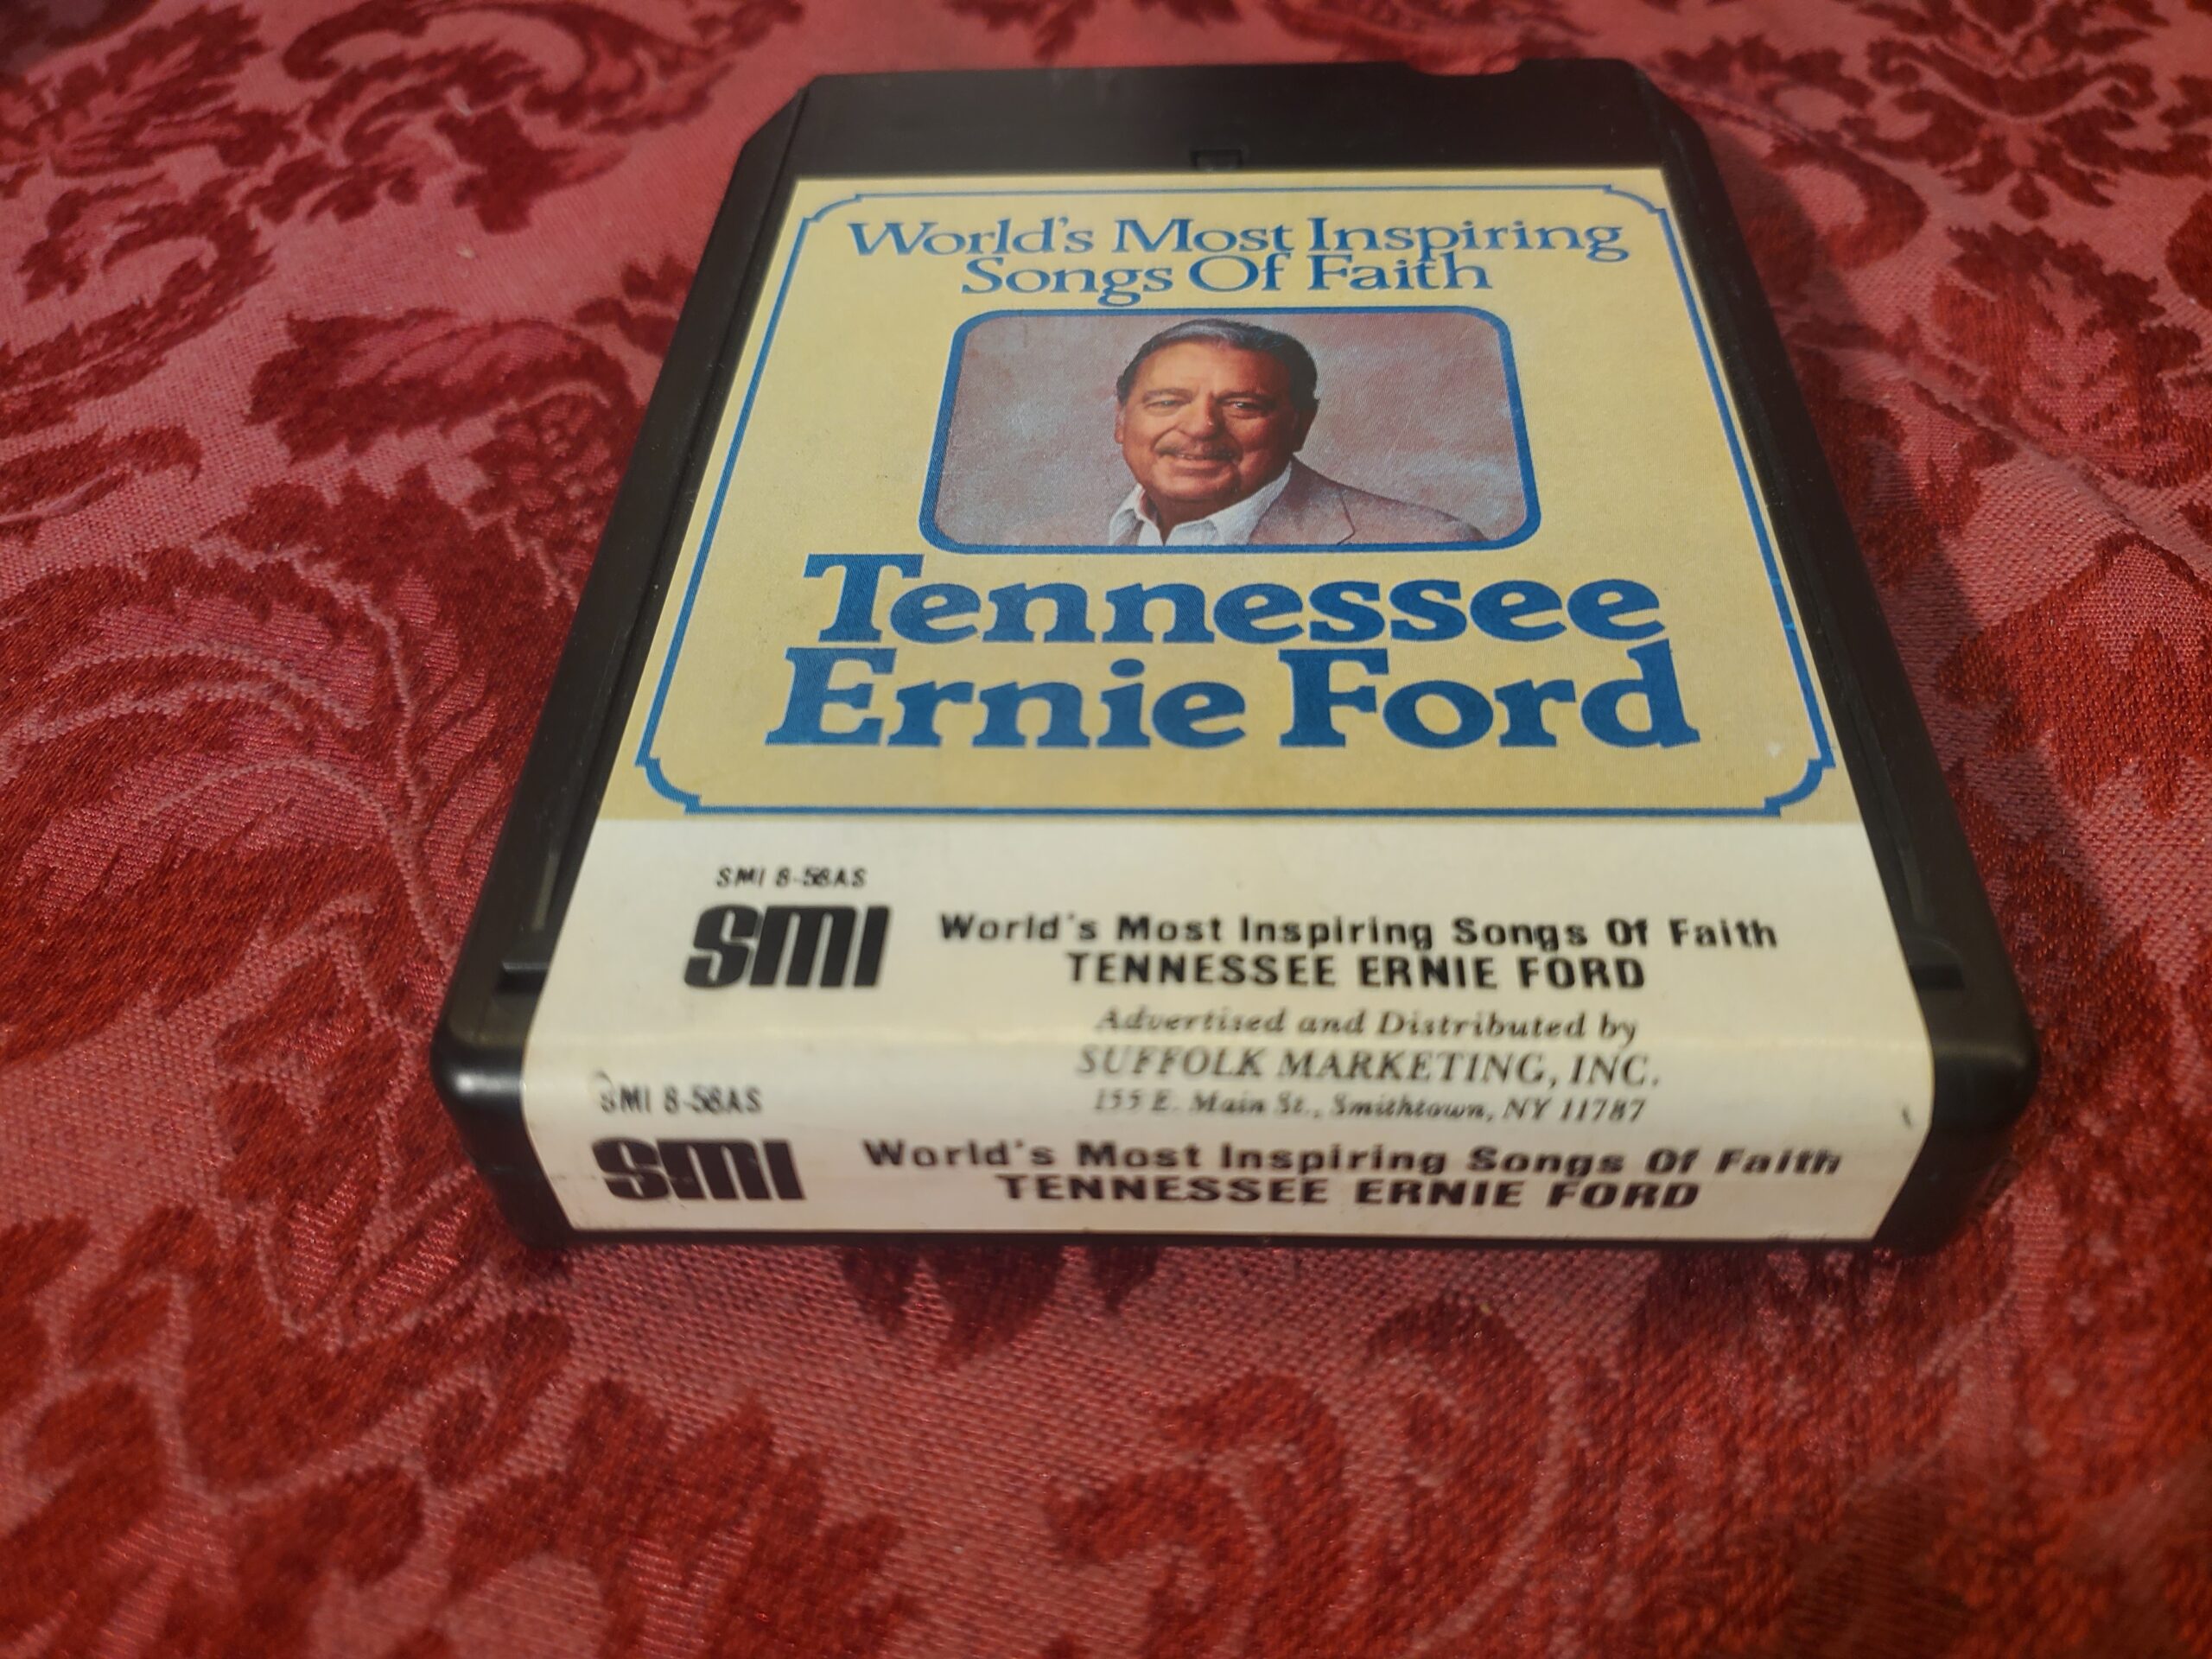 World's Most Inspiring
Songs Of Faith
Tennessee
Ernie Ford
SMI 8-58AS
SMI
World's Most Inspiring Songs Of Faith
TENNESSEE ERNIE FORD
Advertised and Distributed by
SUFFOLK MARKETING, INC.
155 E. Main St., Smithtown, NY 11787
SMI 8-58AS
SMI
World's Most Inspiring Songs Of Faith
TENNESSEE ERNIE FORD